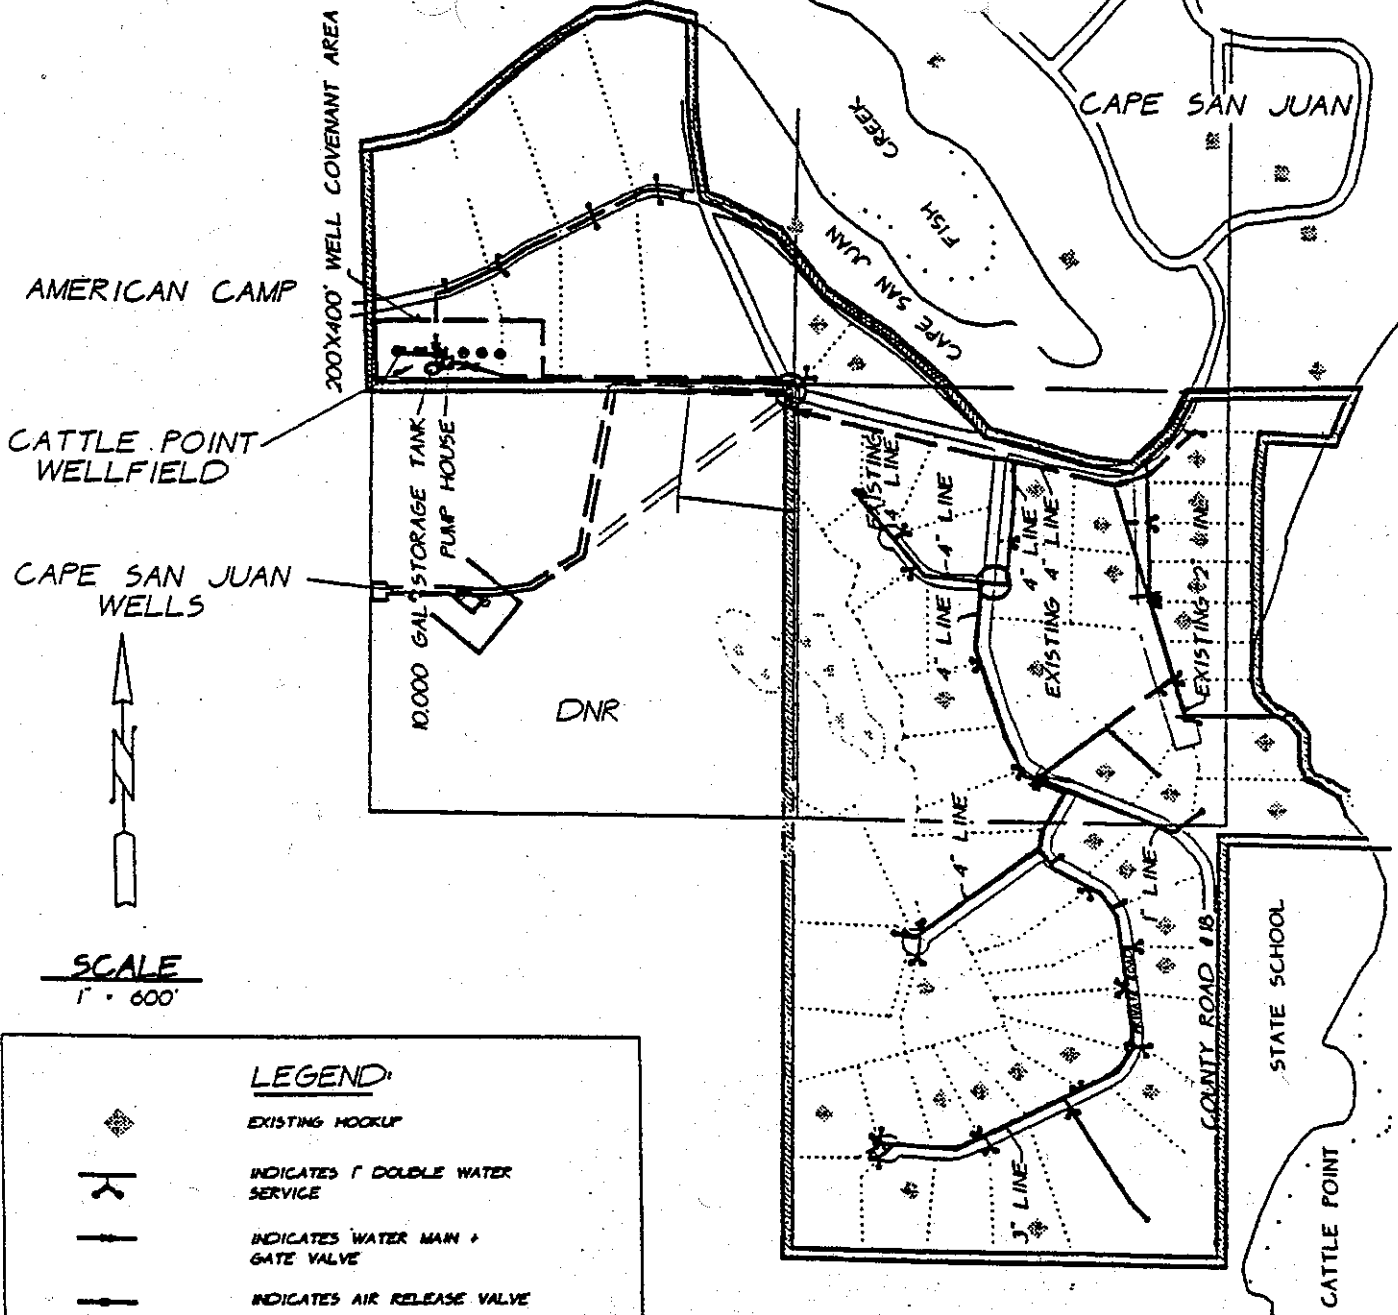 CAPE SAN JUAN
200'X400' WELL COVENANT AREA
CREEK
FISH
CAPE SAN JUAN
CAPE SAN
AMERICAN CAMP
CATTLE POINT
WELLFIELD
10,000 GAL. STORAGE TANK
PUMP HOUSE
CAPE SAN JUAN
WELLS
DNR
EXISTING
4" LINE
4" LINE
4" LINE
4" LINE
EXISTING 4" LINE
EXISTING 2" LINE
4" LINE
1" LINE
PRIVATE ROAD
COUNTY ROAD #18
STATE SCHOOL
3" LINE
CATTLE POINT
SCALE
1" = 600'
LEGEND:
EXISTING HOOKUP
INDICATES 1" DOUBLE WATER
SERVICE
INDICATES WATER MAIN +
GATE VALVE
INDICATES AIR RELEASE VALVE